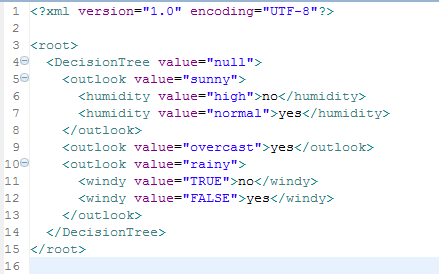 1 <?xml version="1.0" encoding="UTF-8"?>
2
3 <root>
4   <DecisionTree value="null">
5     <outlook value="sunny">
6       <humidity value="high">no</humidity>
7       <humidity value="normal">yes</humidity>
8     </outlook>
9     <outlook value="overcast">yes</outlook>
10     <outlook value="rainy">
11       <windy value="TRUE">no</windy>
12       <windy value="FALSE">yes</windy>
13     </outlook>
14   </DecisionTree>
15 </root>
16